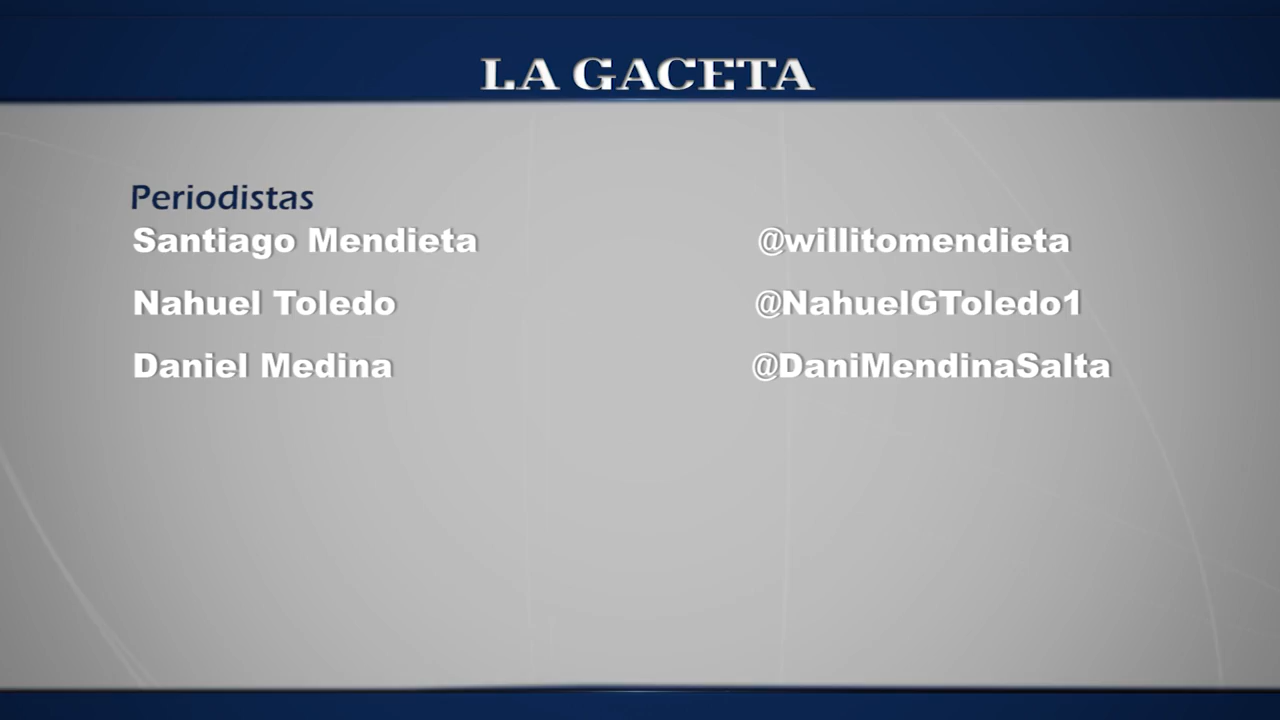 LA GACETA
Periodistas
Santiago Mendieta @willitomendieta
Nahuel Toledo @NahuelGToledo1
Daniel Medina @DaniMendinaSalta